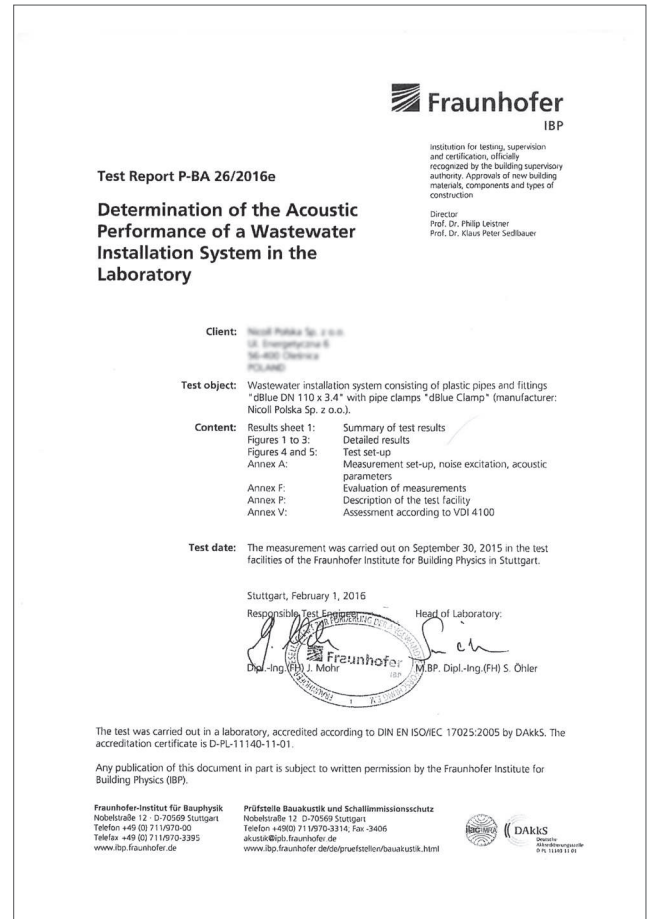 Fraunhofer
IBP
Institution for testing, supervision
and certification, officially
recognized by the building supervisory
authority. Approvals of new building
materials, components and types of
construction
Director
Prof. Dr. Philip Leistner
Prof. Dr. Klaus Peter Sedlbauer
Test Report P-BA 26/2016e
Determination of the Acoustic
Performance of a Wastewater
Installation System in the
Laboratory
Client:
Test object: Wastewater installation system consisting of plastic pipes and fittings
"dBlue DN 110 x 3.4" with pipe clamps "dBlue Clamp" (manufacturer:
Nicoll Polska Sp. z o.o.).
Content: Results sheet 1: Summary of test results
Figures 1 to 3: Detailed results
Figures 4 and 5: Test set-up
Annex A: Measurement set-up, noise excitation, acoustic
parameters
Annex F: Evaluation of measurements
Annex P: Description of the test facility
Annex V: Assessment according to VDI 4100
Test date: The measurement was carried out on September 30, 2015 in the test
facilities of the Fraunhofer Institute for Building Physics in Stuttgart.
Stuttgart, February 1, 2016
Responsible Test Engineer: Head of Laboratory:
Fraunhofer
IBP
Dipl.-Ing.(FH) J. Mohr M.BP. Dipl.-Ing.(FH) S. Öhler
The test was carried out in a laboratory, accredited according to DIN EN ISO/IEC 17025:2005 by DAkkS. The
accreditation certificate is D-PL-11140-11-01.
Any publication of this document in part is subject to written permission by the Fraunhofer Institute for
Building Physics (IBP).
Fraunhofer-Institut für Bauphysik
Nobelstraße 12 · D-70569 Stuttgart
Telefon +49 (0) 711/970-00
Telefax +49 (0) 711/970-3395
www.ibp.fraunhofer.de
Prüfstelle Bauakustik und Schallimmissionsschutz
Nobelstraße 12 D-70569 Stuttgart
Telefon +49(0) 711/970-3314; Fax -3406
akustik@ipb.fraunhofer.de
www.ibp.fraunhofer.de/de/pruefstellen/bauakustik.html
ilac-MRA
DAkkS
Deutsche
Akkreditierungsstelle
D-PL-11140-11-01